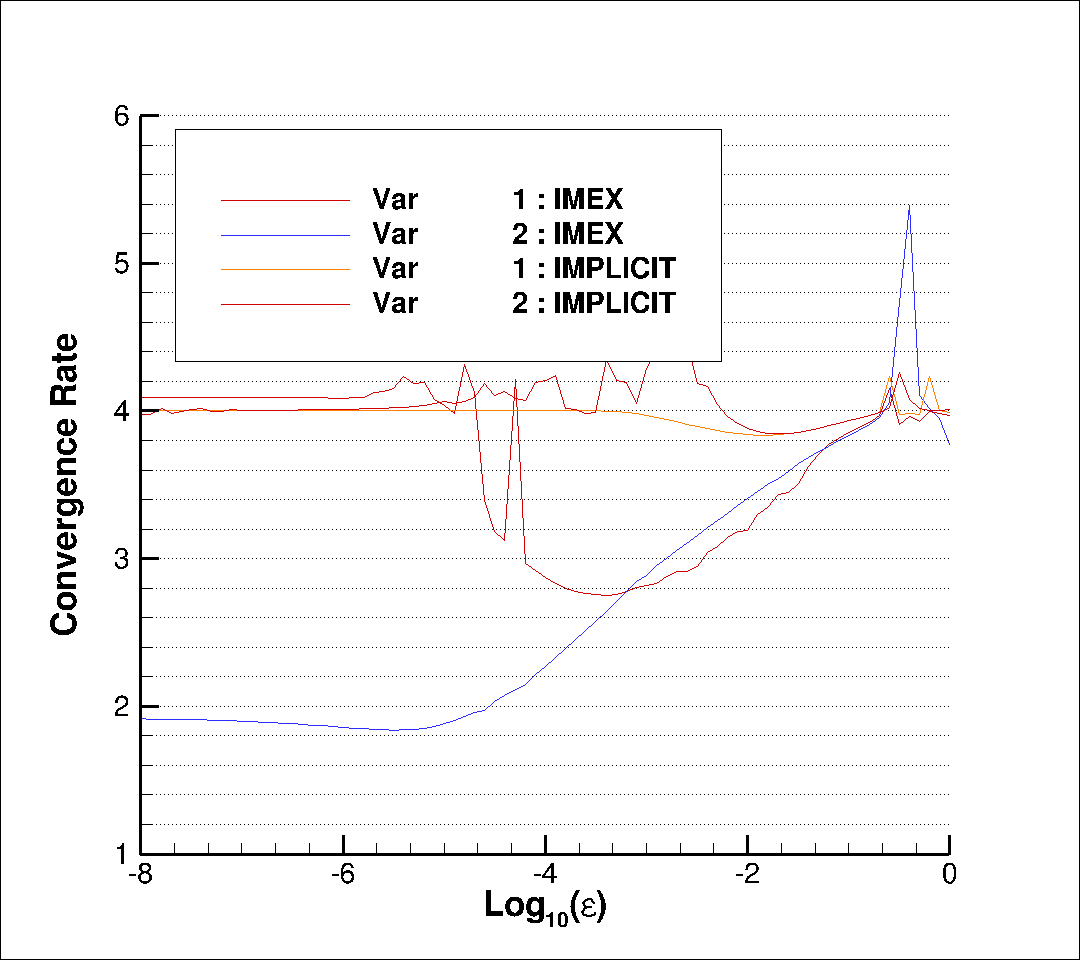 6
Var 1 : IMEX
Var 2 : IMEX
5
Var 1 : IMPLICIT
Var 2 : IMPLICIT
Convergence Rate
4
3
2
1
-8 -6 -4 -2 0
Log10(ε)